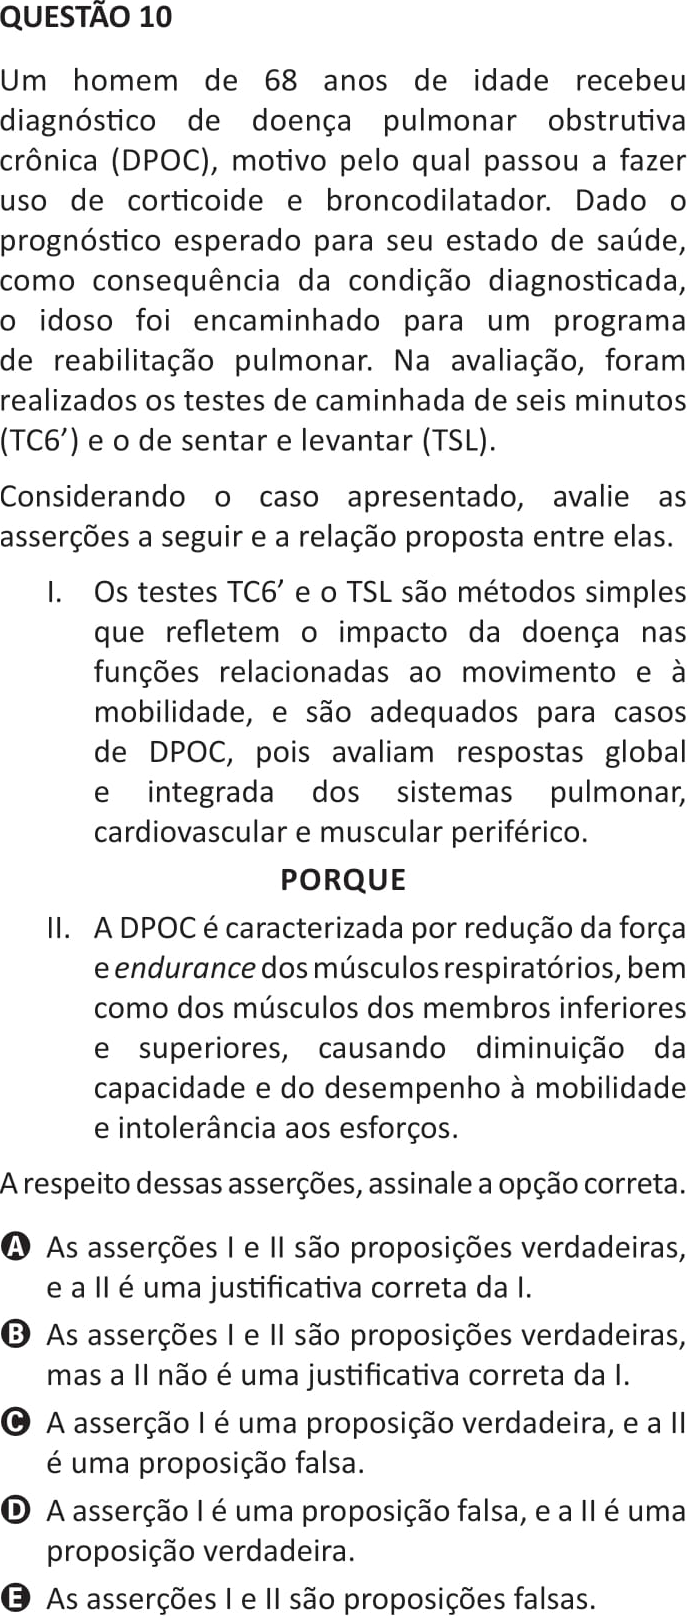 QUESTÃO 10
Um homem de 68 anos de idade recebeu
diagnóstico de doença pulmonar obstrutiva
crônica (DPOC), motivo pelo qual passou a fazer
uso de corticoide e broncodilatador. Dado o
prognóstico esperado para seu estado de saúde,
como consequência da condição diagnosticada,
o idoso foi encaminhado para um programa
de reabilitação pulmonar. Na avaliação, foram
realizados os testes de caminhada de seis minutos
(TC6’) e o de sentar e levantar (TSL).
Considerando o caso apresentado, avalie as
asserções a seguir e a relação proposta entre elas.
I. Os testes TC6’ e o TSL são métodos simples
que refletem o impacto da doença nas
funções relacionadas ao movimento e à
mobilidade, e são adequados para casos
de DPOC, pois avaliam respostas global
e integrada dos sistemas pulmonar,
cardiovascular e muscular periférico.
PORQUE
II. A DPOC é caracterizada por redução da força
e endurance dos músculos respiratórios, bem
como dos músculos dos membros inferiores
e superiores, causando diminuição da
capacidade e do desempenho à mobilidade
e intolerância aos esforços.
A respeito dessas asserções, assinale a opção correta.
A As asserções I e II são proposições verdadeiras,
e a II é uma justificativa correta da I.
B As asserções I e II são proposições verdadeiras,
mas a II não é uma justificativa correta da I.
C A asserção I é uma proposição verdadeira, e a II
é uma proposição falsa.
D A asserção I é uma proposição falsa, e a II é uma
proposição verdadeira.
E As asserções I e II são proposições falsas.